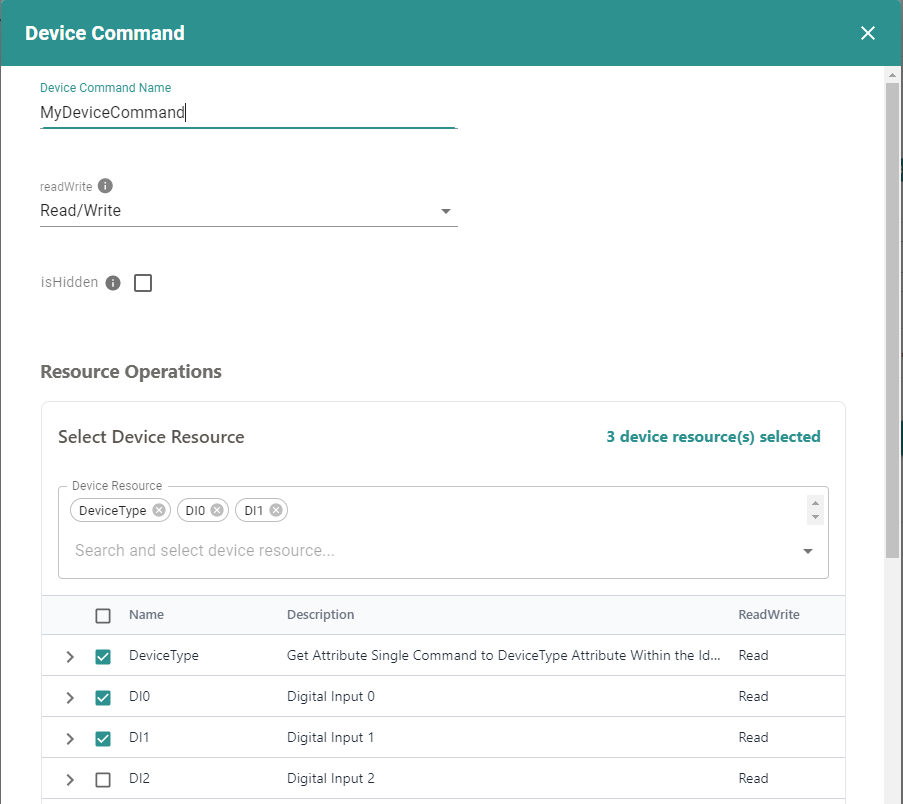 Device Command
Device Command Name
MyDeviceCommand
readWrite
Read/Write
isHidden
Resource Operations
Select Device Resource 3 device resource(s) selected
Device Resource
DeviceType DI0 DI1
Search and select device resource...
Name Description ReadWrite
DeviceType Get Attribute Single Command to DeviceType Attribute Within the Id... Read
DI0 Digital Input 0 Read
DI1 Digital Input 1 Read
DI2 Digital Input 2 Read